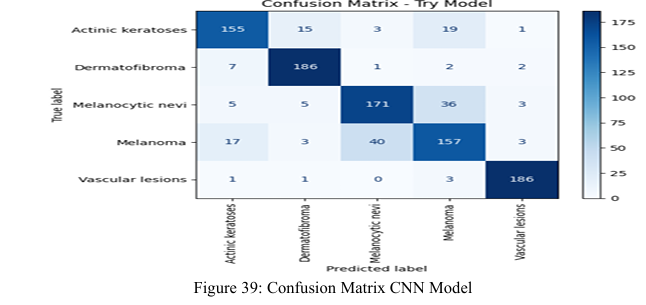 Confusion Matrix - Try Model
Actinic keratoses 155 15 3 19 1
Dermatofibroma 7 186 1 2 2
Melanocytic nevi 5 5 171 36 3
Melanoma 17 3 40 157 3
Vascular lesions 1 1 0 3 186
True label
Actinic keratoses
Dermatofibroma
Melanocytic nevi
Melanoma
Vascular lesions
Predicted label
175
150
125
100
75
50
25
0
Figure 39: Confusion Matrix CNN Model